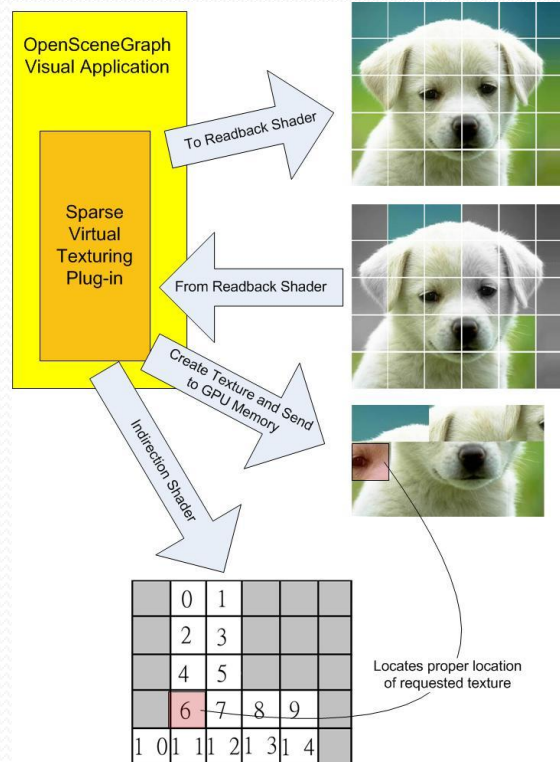 OpenSceneGraph
Visual Application
To Readback Shader
Sparse
Virtual
Texturing
Plug-in
From Readback Shader
Create Texture and Send
to GPU Memory
Indirection Shader
0 1
2 3
4 5
6 7 8 9
1 0 1 1 1 2 1 3 1 4
Locates proper location
of requested texture